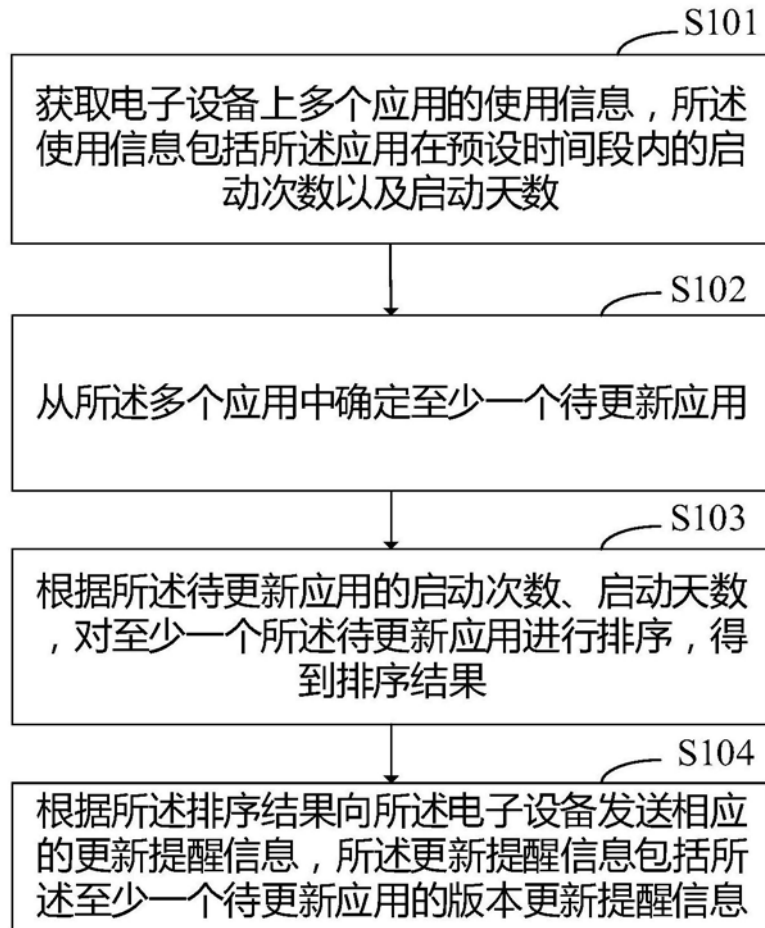 S101
获取电子设备上多个应用的使用信息，所述
使用信息包括所述应用在预设时间段内的启
动次数以及启动天数
S102
从所述多个应用中确定至少一个待更新应用
S103
根据所述待更新应用的启动次数、启动天数
，对至少一个所述待更新应用进行排序，得
到排序结果
S104
根据所述排序结果向所述电子设备发送相应
的更新提醒信息，所述更新提醒信息包括所
述至少一个待更新应用的版本更新提醒信息